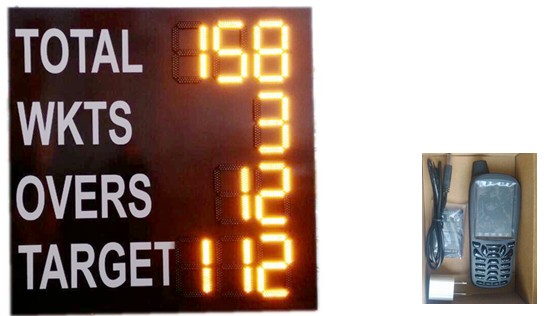 TOTAL 158
WKTS 3
OVERS 12
TARGET 112